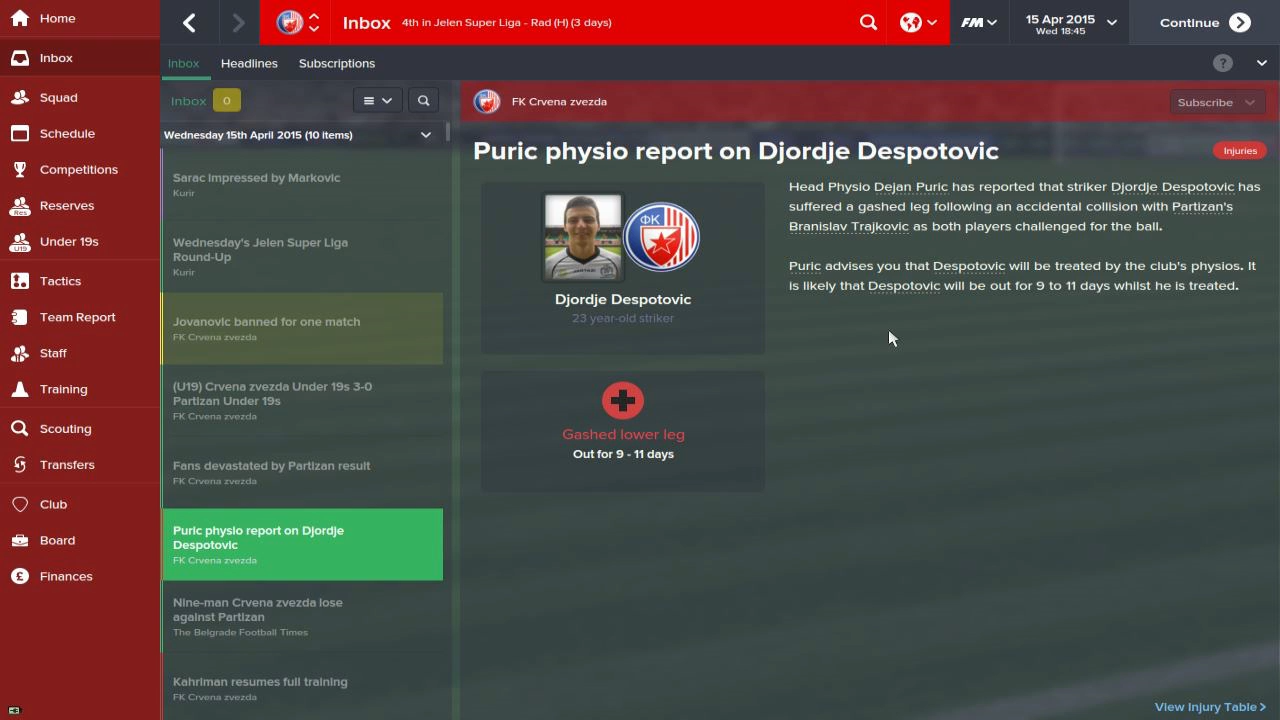 Home
Inbox
Squad
Schedule
Competitions
Res
Reserves
U19
Under 19s
Tactics
Team Report
Staff
Training
Scouting
Transfers
Club
Board
£
Finances
Inbox
4th in Jelen Super Liga - Rad (H) (3 days)
FM
15 Apr 2015
Wed 18:45
Continue
Inbox
Headlines
Subscriptions
?
Inbox
0
Wednesday 15th April 2015 (10 items)
Sarac impressed by Markovic
Kurir
Wednesday's Jelen Super Liga
Round-Up
Kurir
Jovanovic banned for one match
FK Crvena zvezda
(U19) Crvena zvezda Under 19s 3-0
Partizan Under 19s
FK Crvena zvezda
Fans devastated by Partizan result
FK Crvena zvezda
Puric physio report on Djordje
Despotovic
FK Crvena zvezda
Nine-man Crvena zvezda lose
against Partizan
The Belgrade Football Times
Kahriman resumes full training
FK Crvena zvezda
FK Crvena zvezda
Subscribe
Puric physio report on Djordje Despotovic
Injuries
ФК
Djordje Despotovic
23 year-old striker
Gashed lower leg
Out for 9 - 11 days
Head Physio Dejan Puric has reported that striker Djordje Despotovic has
suffered a gashed leg following an accidental collision with Partizan's
Branislav Trajkovic as both players challenged for the ball.
Puric advises you that Despotovic will be treated by the club's physios. It
is likely that Despotovic will be out for 9 to 11 days whilst he is treated.
View Injury Table >